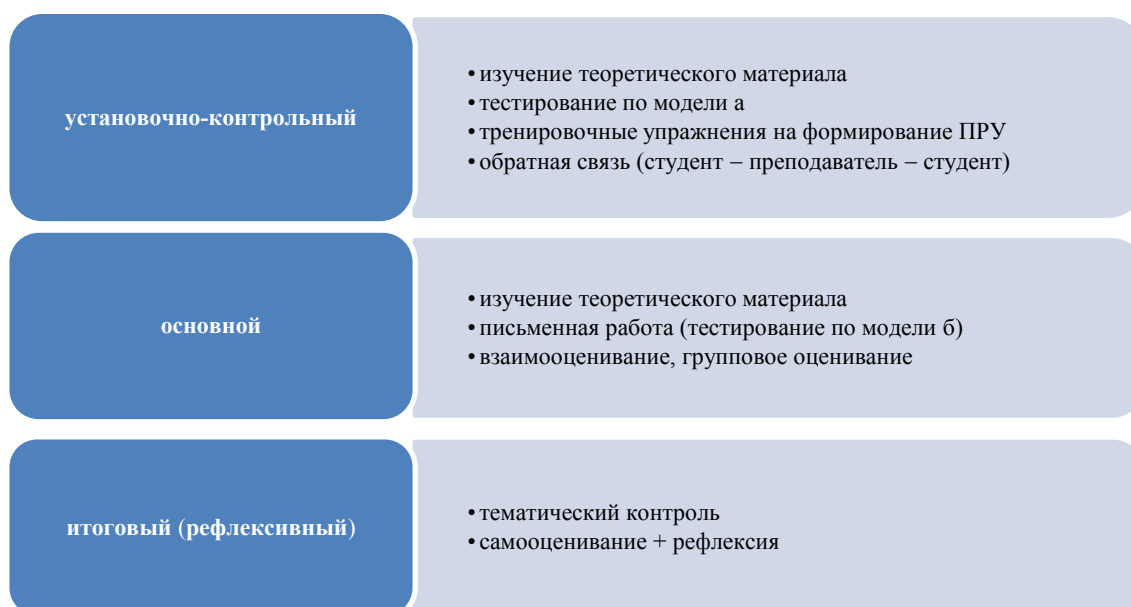 установочно-контрольный
• изучение теоретического материала
• тестирование по модели а
• тренировочные упражнения на формирование ПРУ
• обратная связь (студент – преподаватель – студент)
основной
• изучение теоретического материала
• письменная работа (тестирование по модели б)
• взаимооценивание, групповое оценивание
итоговый (рефлексивный)
• тематический контроль
• самооценивание + рефлексия